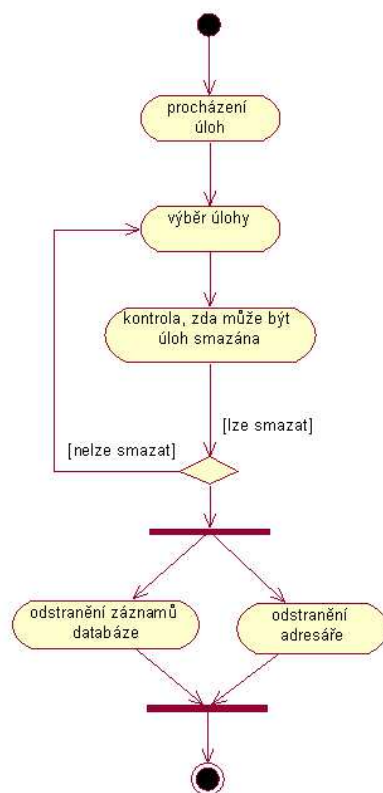 procházení
úloh
výběr úlohy
kontrola, zda může být
úloh smazána
[lze smazat]
[nelze smazat]
odstranění záznamů
databáze
odstranění
adresáře